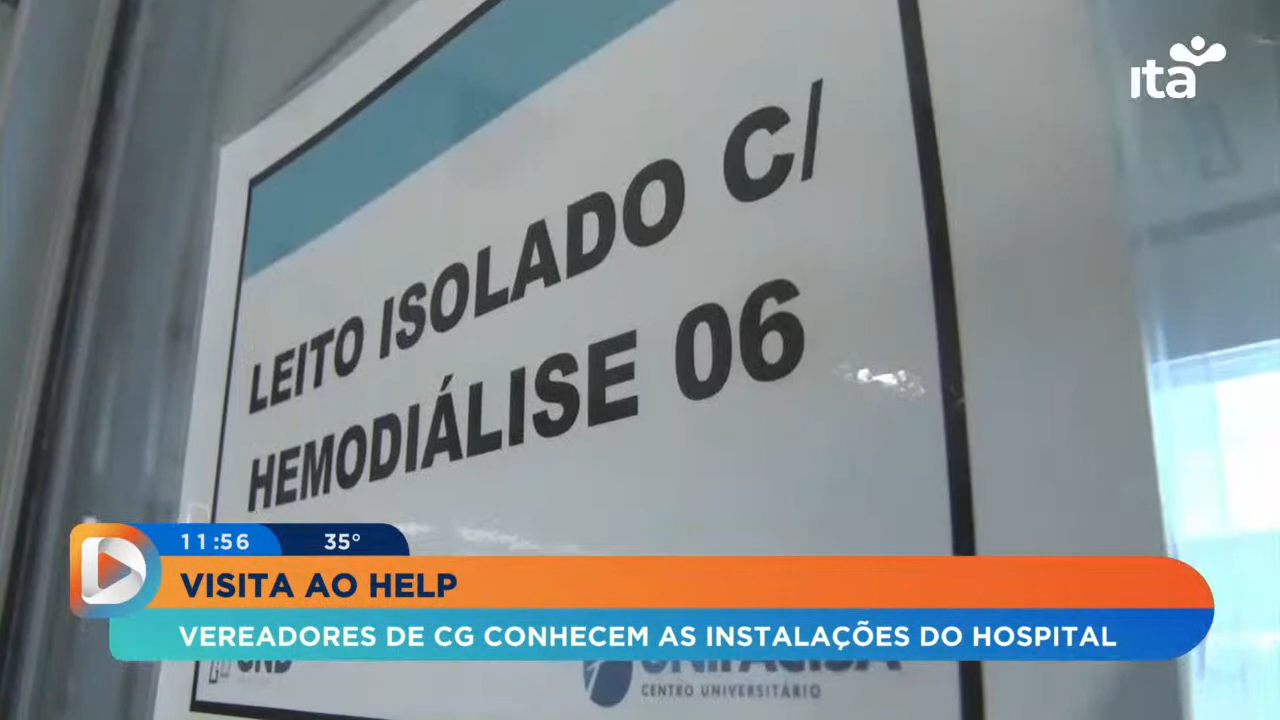 ita
LEITO ISOLADO C/
HEMODIÁLISE 06
11:56 35°
VISITA AO HELP
VEREADORES DE CG CONHECEM AS INSTALAÇÕES DO HOSPITAL
UNIFACISA
CENTRO UNIVERSITÁRIO